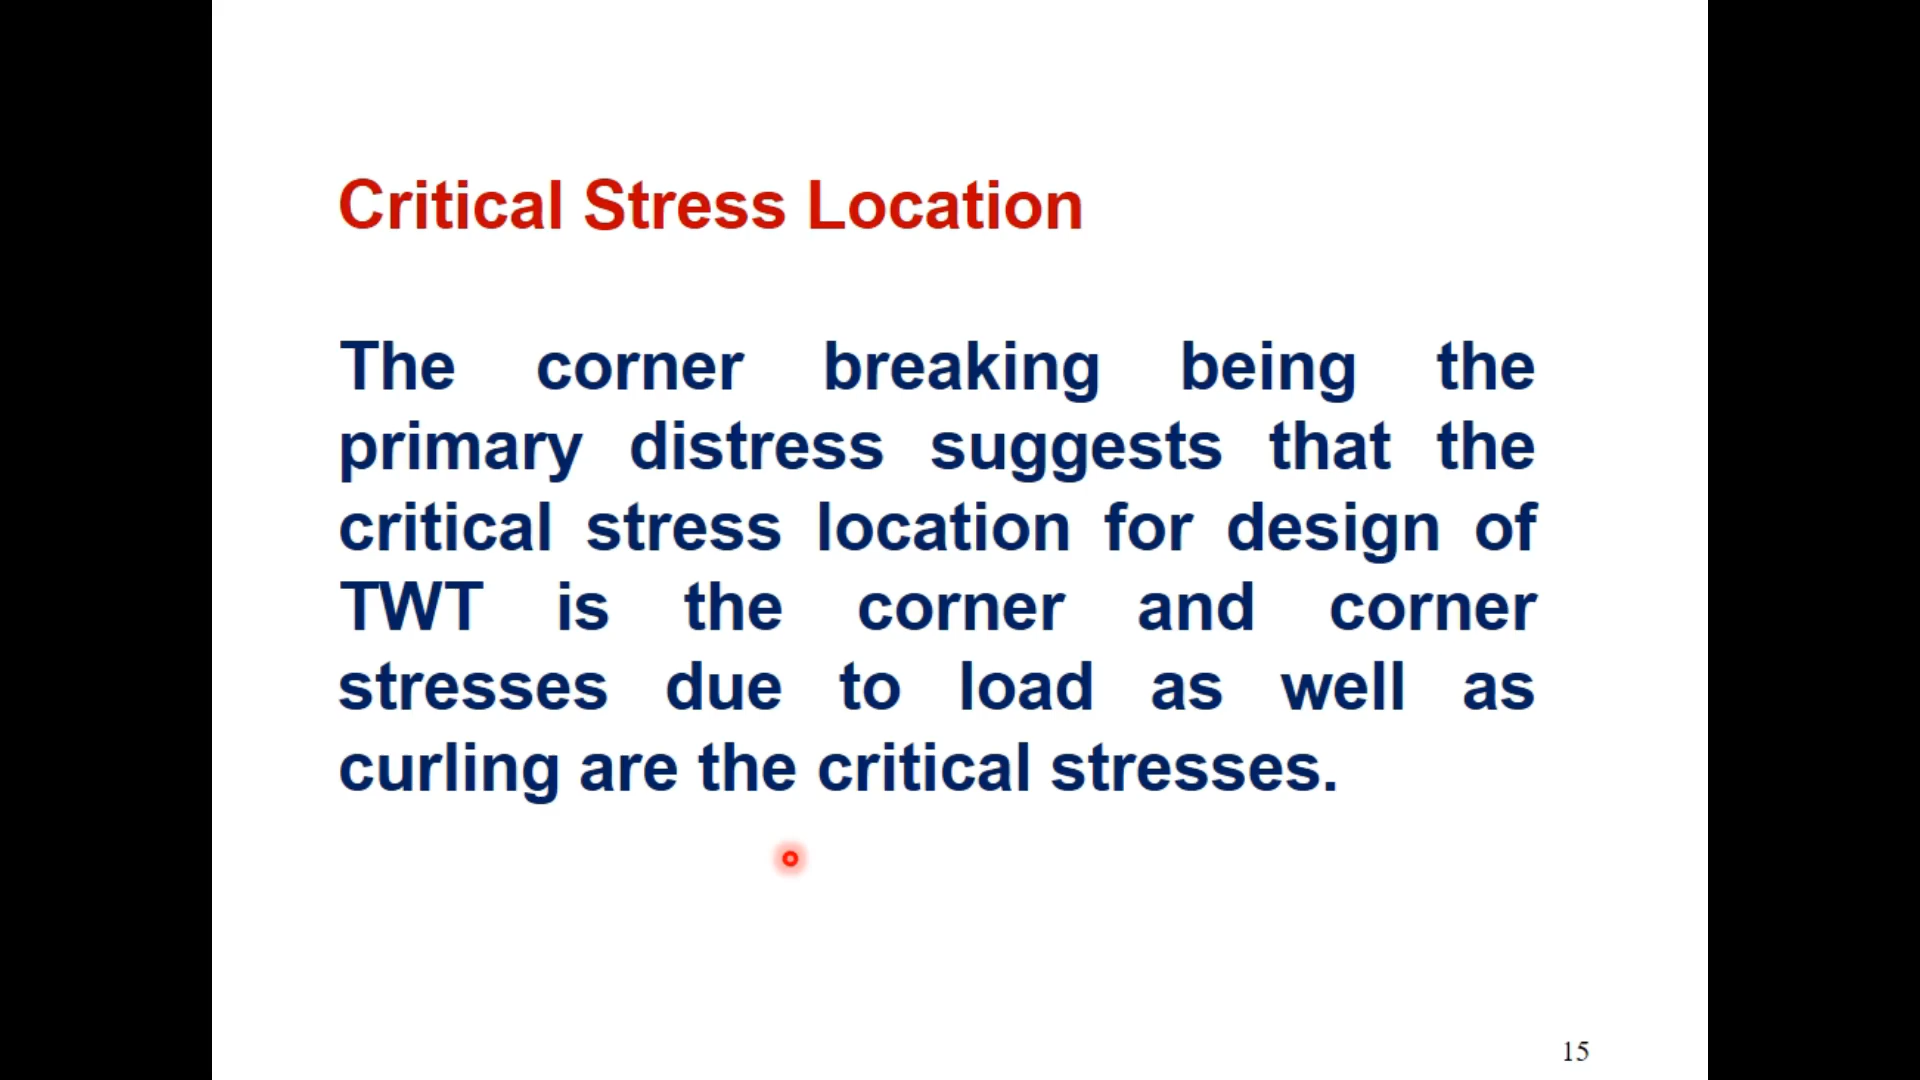 Critical Stress Location
The corner breaking being the
primary distress suggests that the
critical stress location for design of
TWT is the corner and corner
stresses due to load as well as
curling are the critical stresses.
15